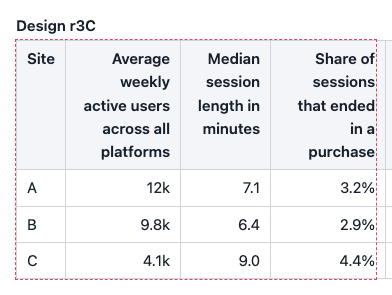 Design r3C
Site Average Median Share of
weekly session sessions
active users length in that ended
across all minutes in a
platforms purchase
A 12k 7.1 3.2%
B 9.8k 6.4 2.9%
C 4.1k 9.0 4.4%